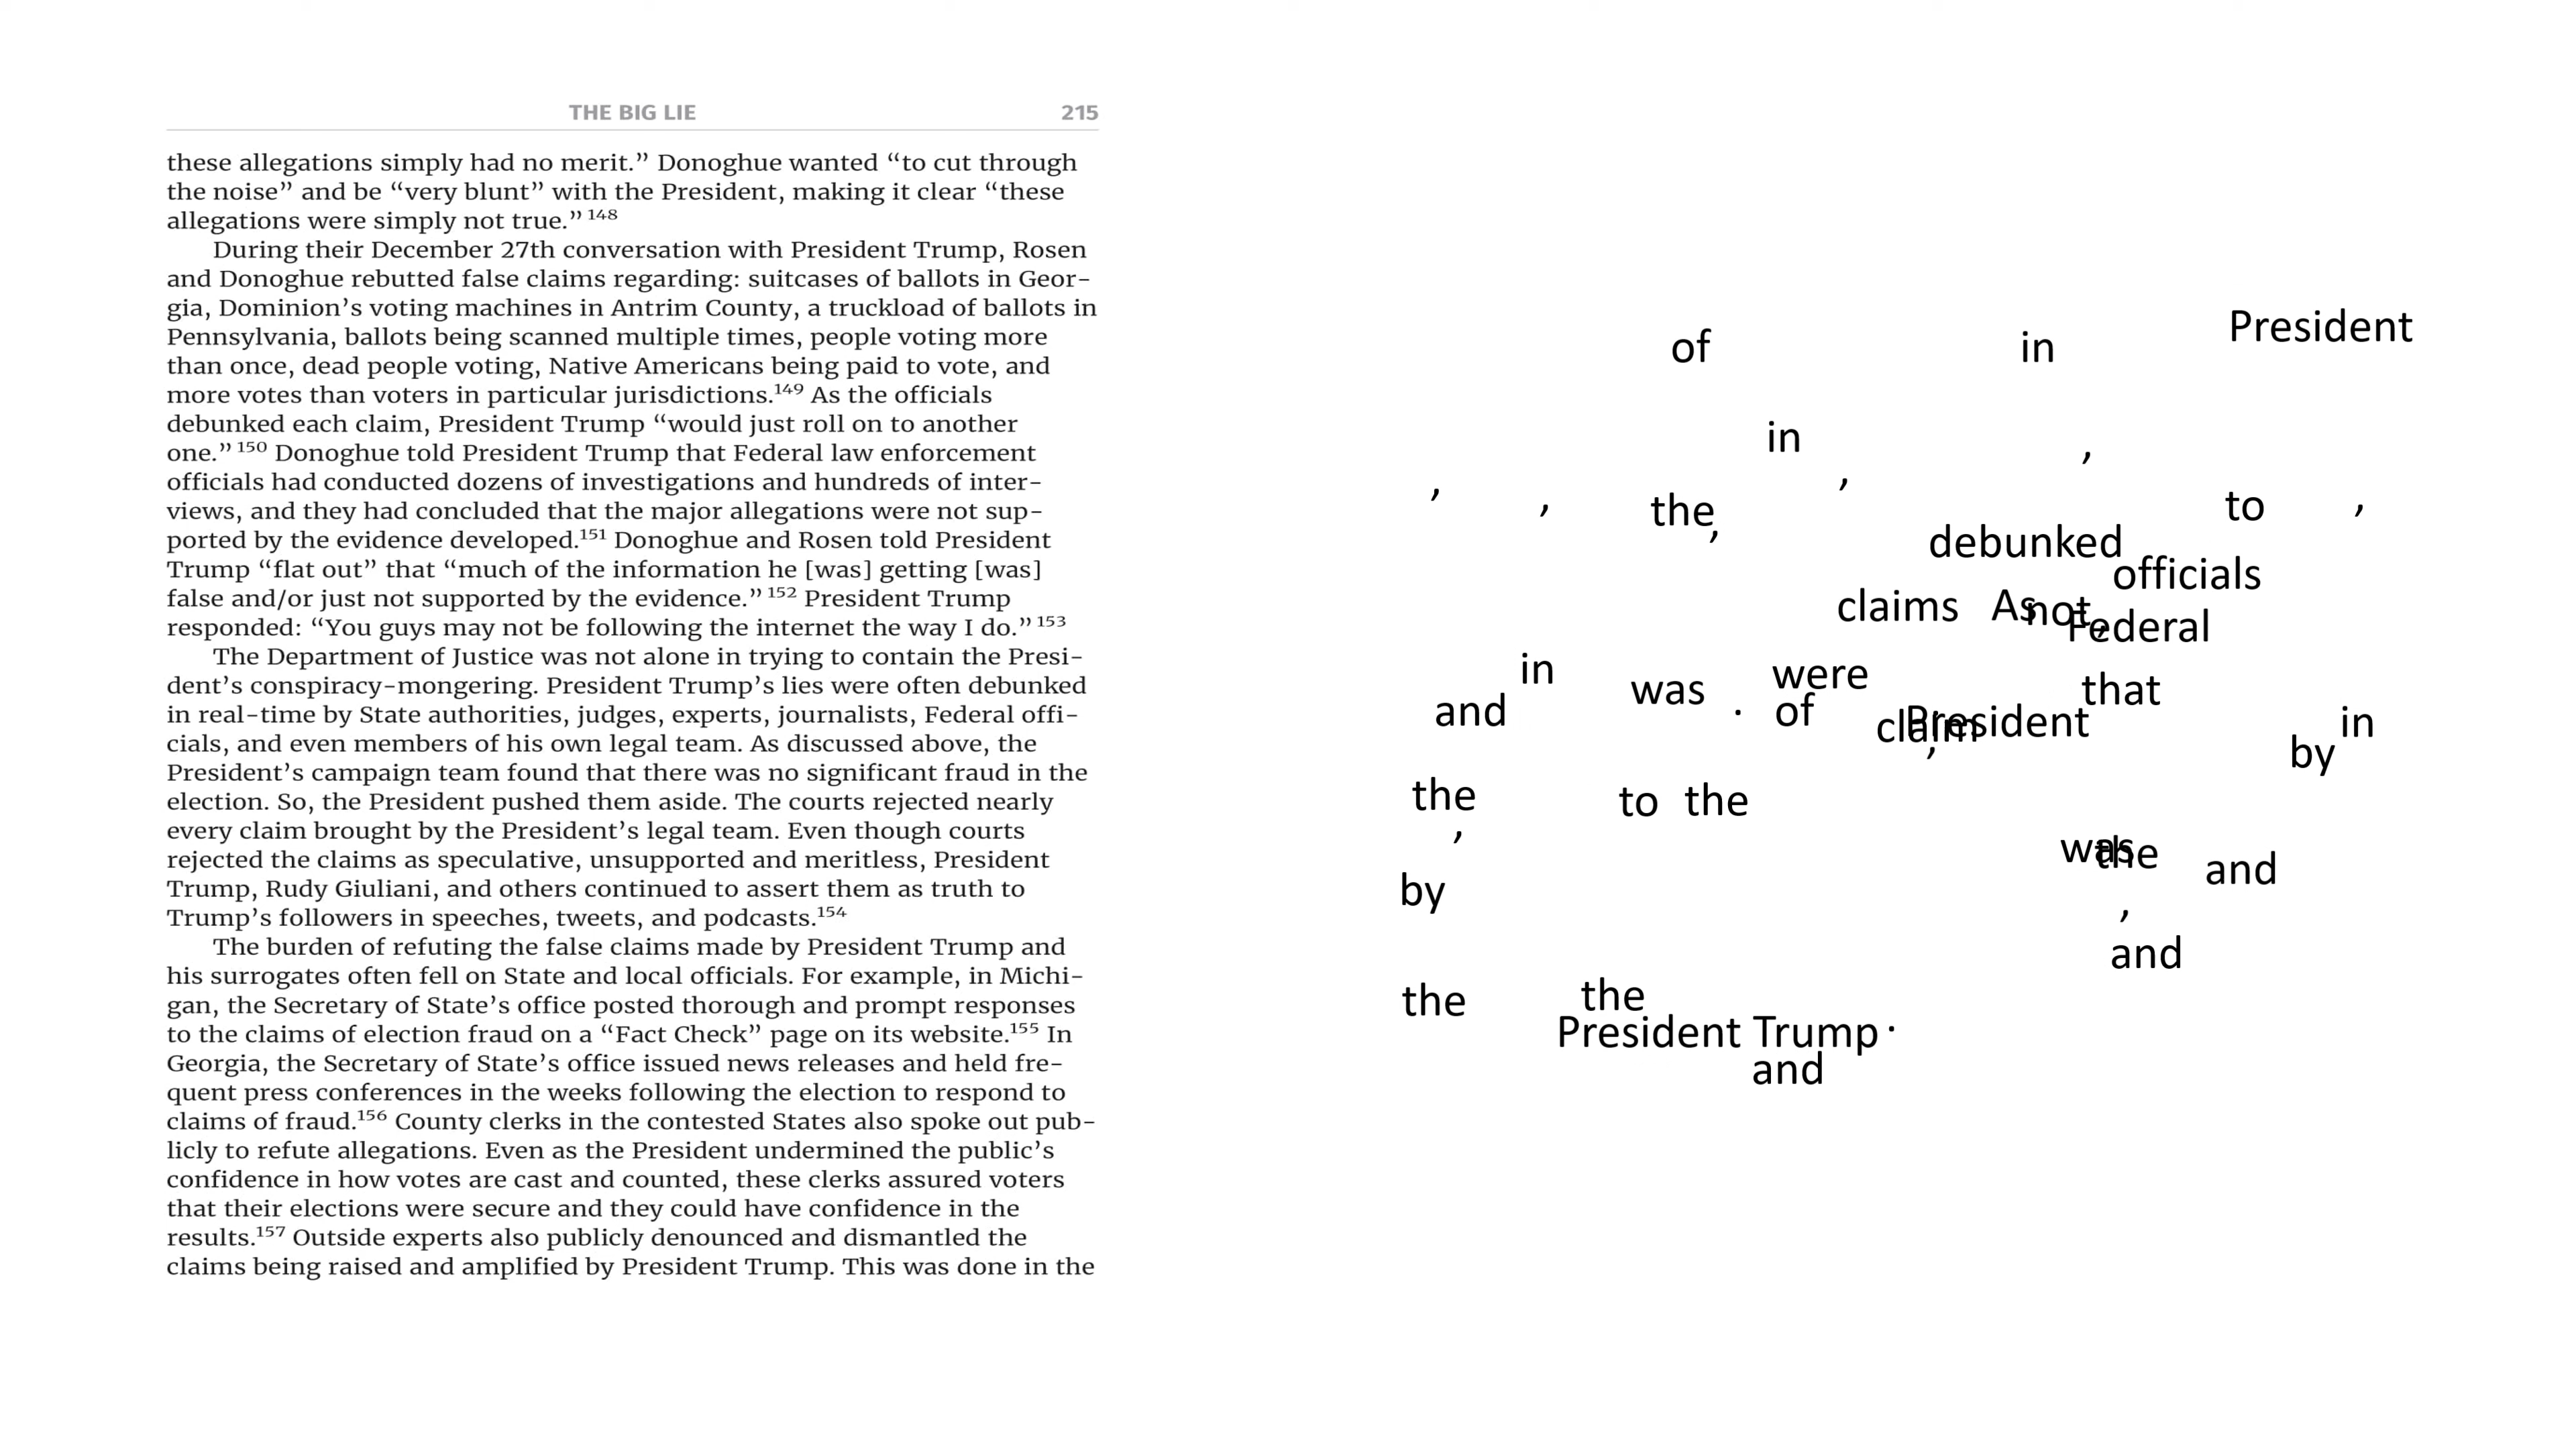 THE BIG LIE 215
these allegations simply had no merit.” Donoghue wanted “to cut through
the noise” and be “very blunt” with the President, making it clear “these
allegations were simply not true.” 148
During their December 27th conversation with President Trump, Rosen
and Donoghue rebutted false claims regarding: suitcases of ballots in Geor-
gia, Dominion’s voting machines in Antrim County, a truckload of ballots in
Pennsylvania, ballots being scanned multiple times, people voting more
than once, dead people voting, Native Americans being paid to vote, and
more votes than voters in particular jurisdictions.149 As the officials
debunked each claim, President Trump “would just roll on to another
one.” 150 Donoghue told President Trump that Federal law enforcement
officials had conducted dozens of investigations and hundreds of inter-
views, and they had concluded that the major allegations were not sup-
ported by the evidence developed.151 Donoghue and Rosen told President
Trump “flat out” that “much of the information he [was] getting [was]
false and/or just not supported by the evidence.” 152 President Trump
responded: “You guys may not be following the internet the way I do.” 153
The Department of Justice was not alone in trying to contain the Presi-
dent’s conspiracy-mongering. President Trump’s lies were often debunked
in real-time by State authorities, judges, experts, journalists, Federal offi-
cials, and even members of his own legal team. As discussed above, the
President’s campaign team found that there was no significant fraud in the
election. So, the President pushed them aside. The courts rejected nearly
every claim brought by the President’s legal team. Even though courts
rejected the claims as speculative, unsupported and meritless, President
Trump, Rudy Giuliani, and others continued to assert them as truth to
Trump’s followers in speeches, tweets, and podcasts.154
The burden of refuting the false claims made by President Trump and
his surrogates often fell on State and local officials. For example, in Michi-
gan, the Secretary of State’s office posted thorough and prompt responses
to the claims of election fraud on a “Fact Check” page on its website.155 In
Georgia, the Secretary of State’s office issued news releases and held fre-
quent press conferences in the weeks following the election to respond to
claims of fraud.156 County clerks in the contested States also spoke out pub-
licly to refute allegations. Even as the President undermined the public’s
confidence in how votes are cast and counted, these clerks assured voters
that their elections were secure and they could have confidence in the
results.157 Outside experts also publicly denounced and dismantled the
claims being raised and amplified by President Trump. This was done in the
President
of in
in ,
, , the, , to ,
debunked
officials
claims As not,
Federal
in were
was that
and . of
claim, President in
by
the to the
,
was the and
by
,
and
the the
President Trump .
and